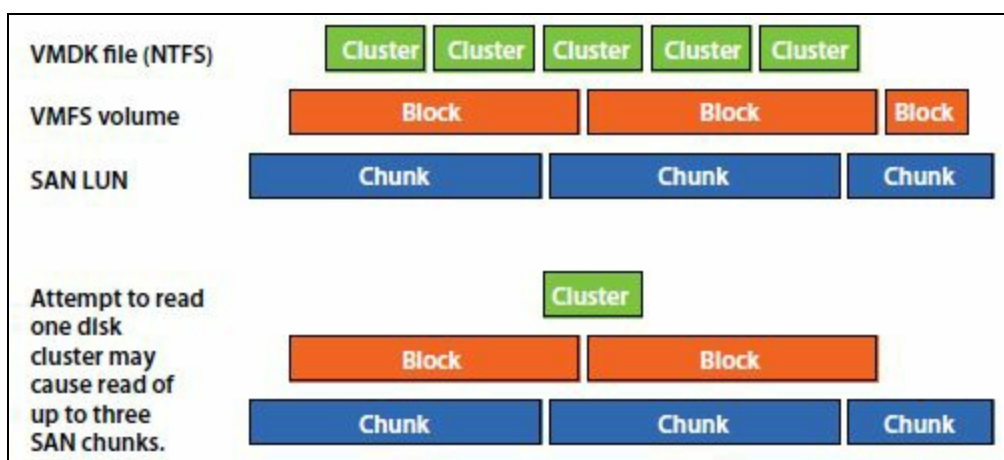 VMDK file (NTFS) Cluster Cluster Cluster Cluster Cluster
VMFS volume Block Block Block
SAN LUN Chunk Chunk Chunk
Attempt to read
one disk
cluster may
cause read of
up to three
SAN chunks.
Cluster
Block Block
Chunk Chunk Chunk